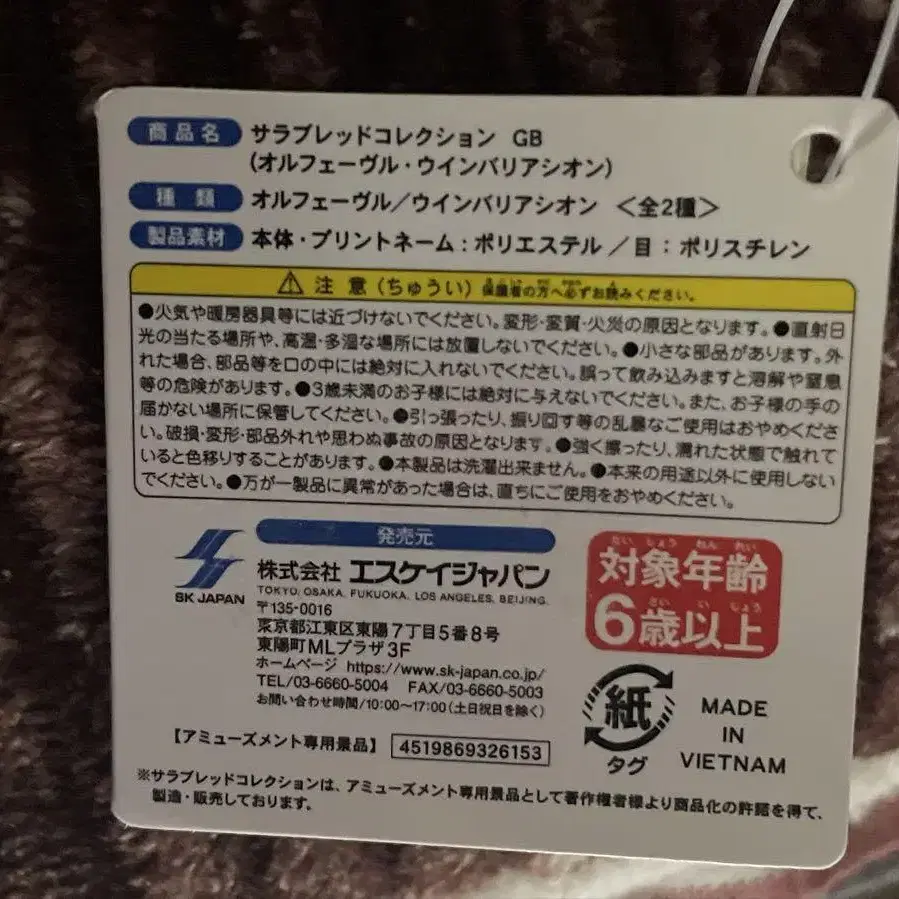 商品名 サラブレッドコレクション GB
(オルフェーヴル・ウインバリアシオン)
種類 オルフェーヴル/ウインバリアシオン <全2種>
製品素材 本体・プリントネーム:ポリエステル/目:ポリスチレン
注意(ちゅうい)保護者の方へ必ずお読みください。
●火気や暖房器具等には近づけないでください。変形・変質・火災の原因となります。●直射日
光の当たる場所や、高温・多湿な場所には放置しないでください。●小さな部品があります。外
れた場合、部品等を口の中には絶対に入れないでください。誤って飲み込みますと溶解や窒息
等の危険があります。●3歳未満のお子様には絶対に与えないでください。また、お子様の手の
届かない場所に保管してください。●引っ張ったり、振り回す等の乱暴なご使用はおやめくださ
い。破損・変形・部品外れや思わぬ事故の原因となります。●強く擦ったり、濡れた状態で触れて
いると色移りすることがあります。●本製品は洗濯出来ません。●本来の用途以外に使用しない
でください。●万が一製品に異常があった場合は、直ちにご使用をおやめください。
発売元
SK JAPAN
株式会社 エスケイジャパン
TOKYO, OSAKA, FUKUOKA, LOS ANGELES, BEIJING.
〒135-0016
東京都江東区東陽7丁目5番8号
東陽町MLプラザ3F
ホームページ https://www.sk-japan.co.jp/
TEL/03-6660-5004 FAX/03-6660-5003
お問い合わせ時間/10:00〜17:00(土日祝日を除く)
たいしょうねんれい
対象年齢
さいいじょう
6歳以上
紙
タグ
MADE
IN
VIETNAM
【アミューズメント専用景品】 4519869326153
※サラブレッドコレクションは、アミューズメント専用景品として著作権者様より商品化の許諾を得て、
製造・販売しております。